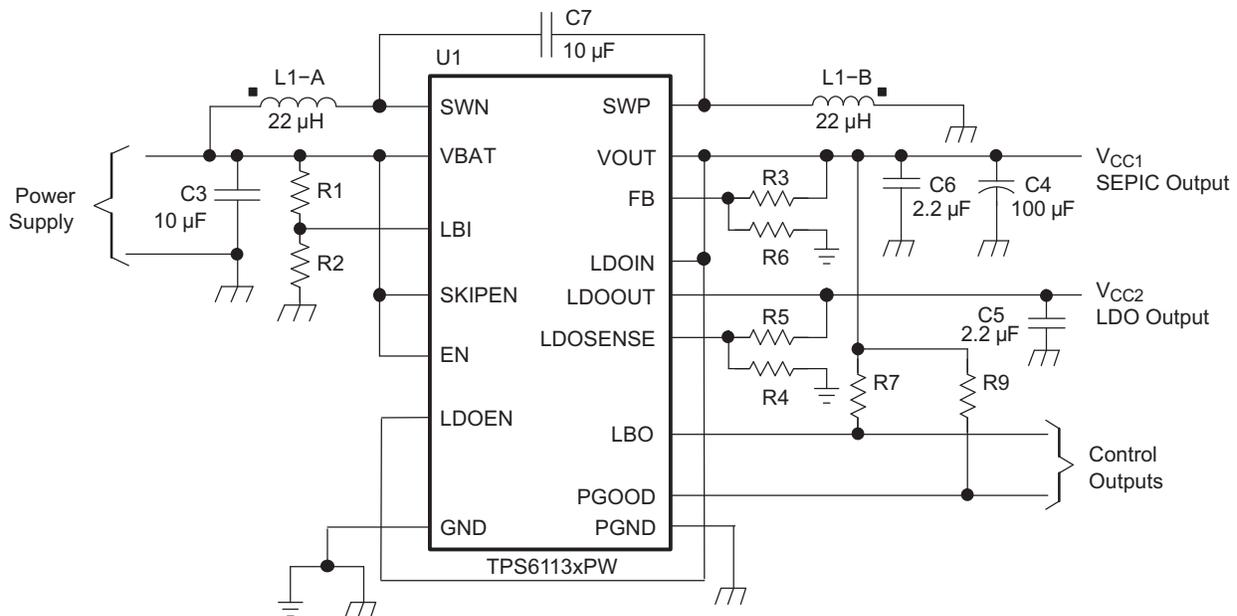 C7
10 µF
U1
L1–A
22 µH
L1–B
22 µH
SWN
SWP
VBAT
VOUT
VCC1
SEPIC Output
Power
Supply
C3
10 µF
R1
R2
LBI
FB
R3
R6
C6
2.2 µF
C4
100 µF
LDOIN
SKIPEN
LDOOUT
VCC2
LDO Output
C5
2.2 µF
EN
LDOSENSE
R5
R4
R7
R9
LDOEN
LBO
Control
Outputs
PGOOD
GND
PGND
TPS6113xPW